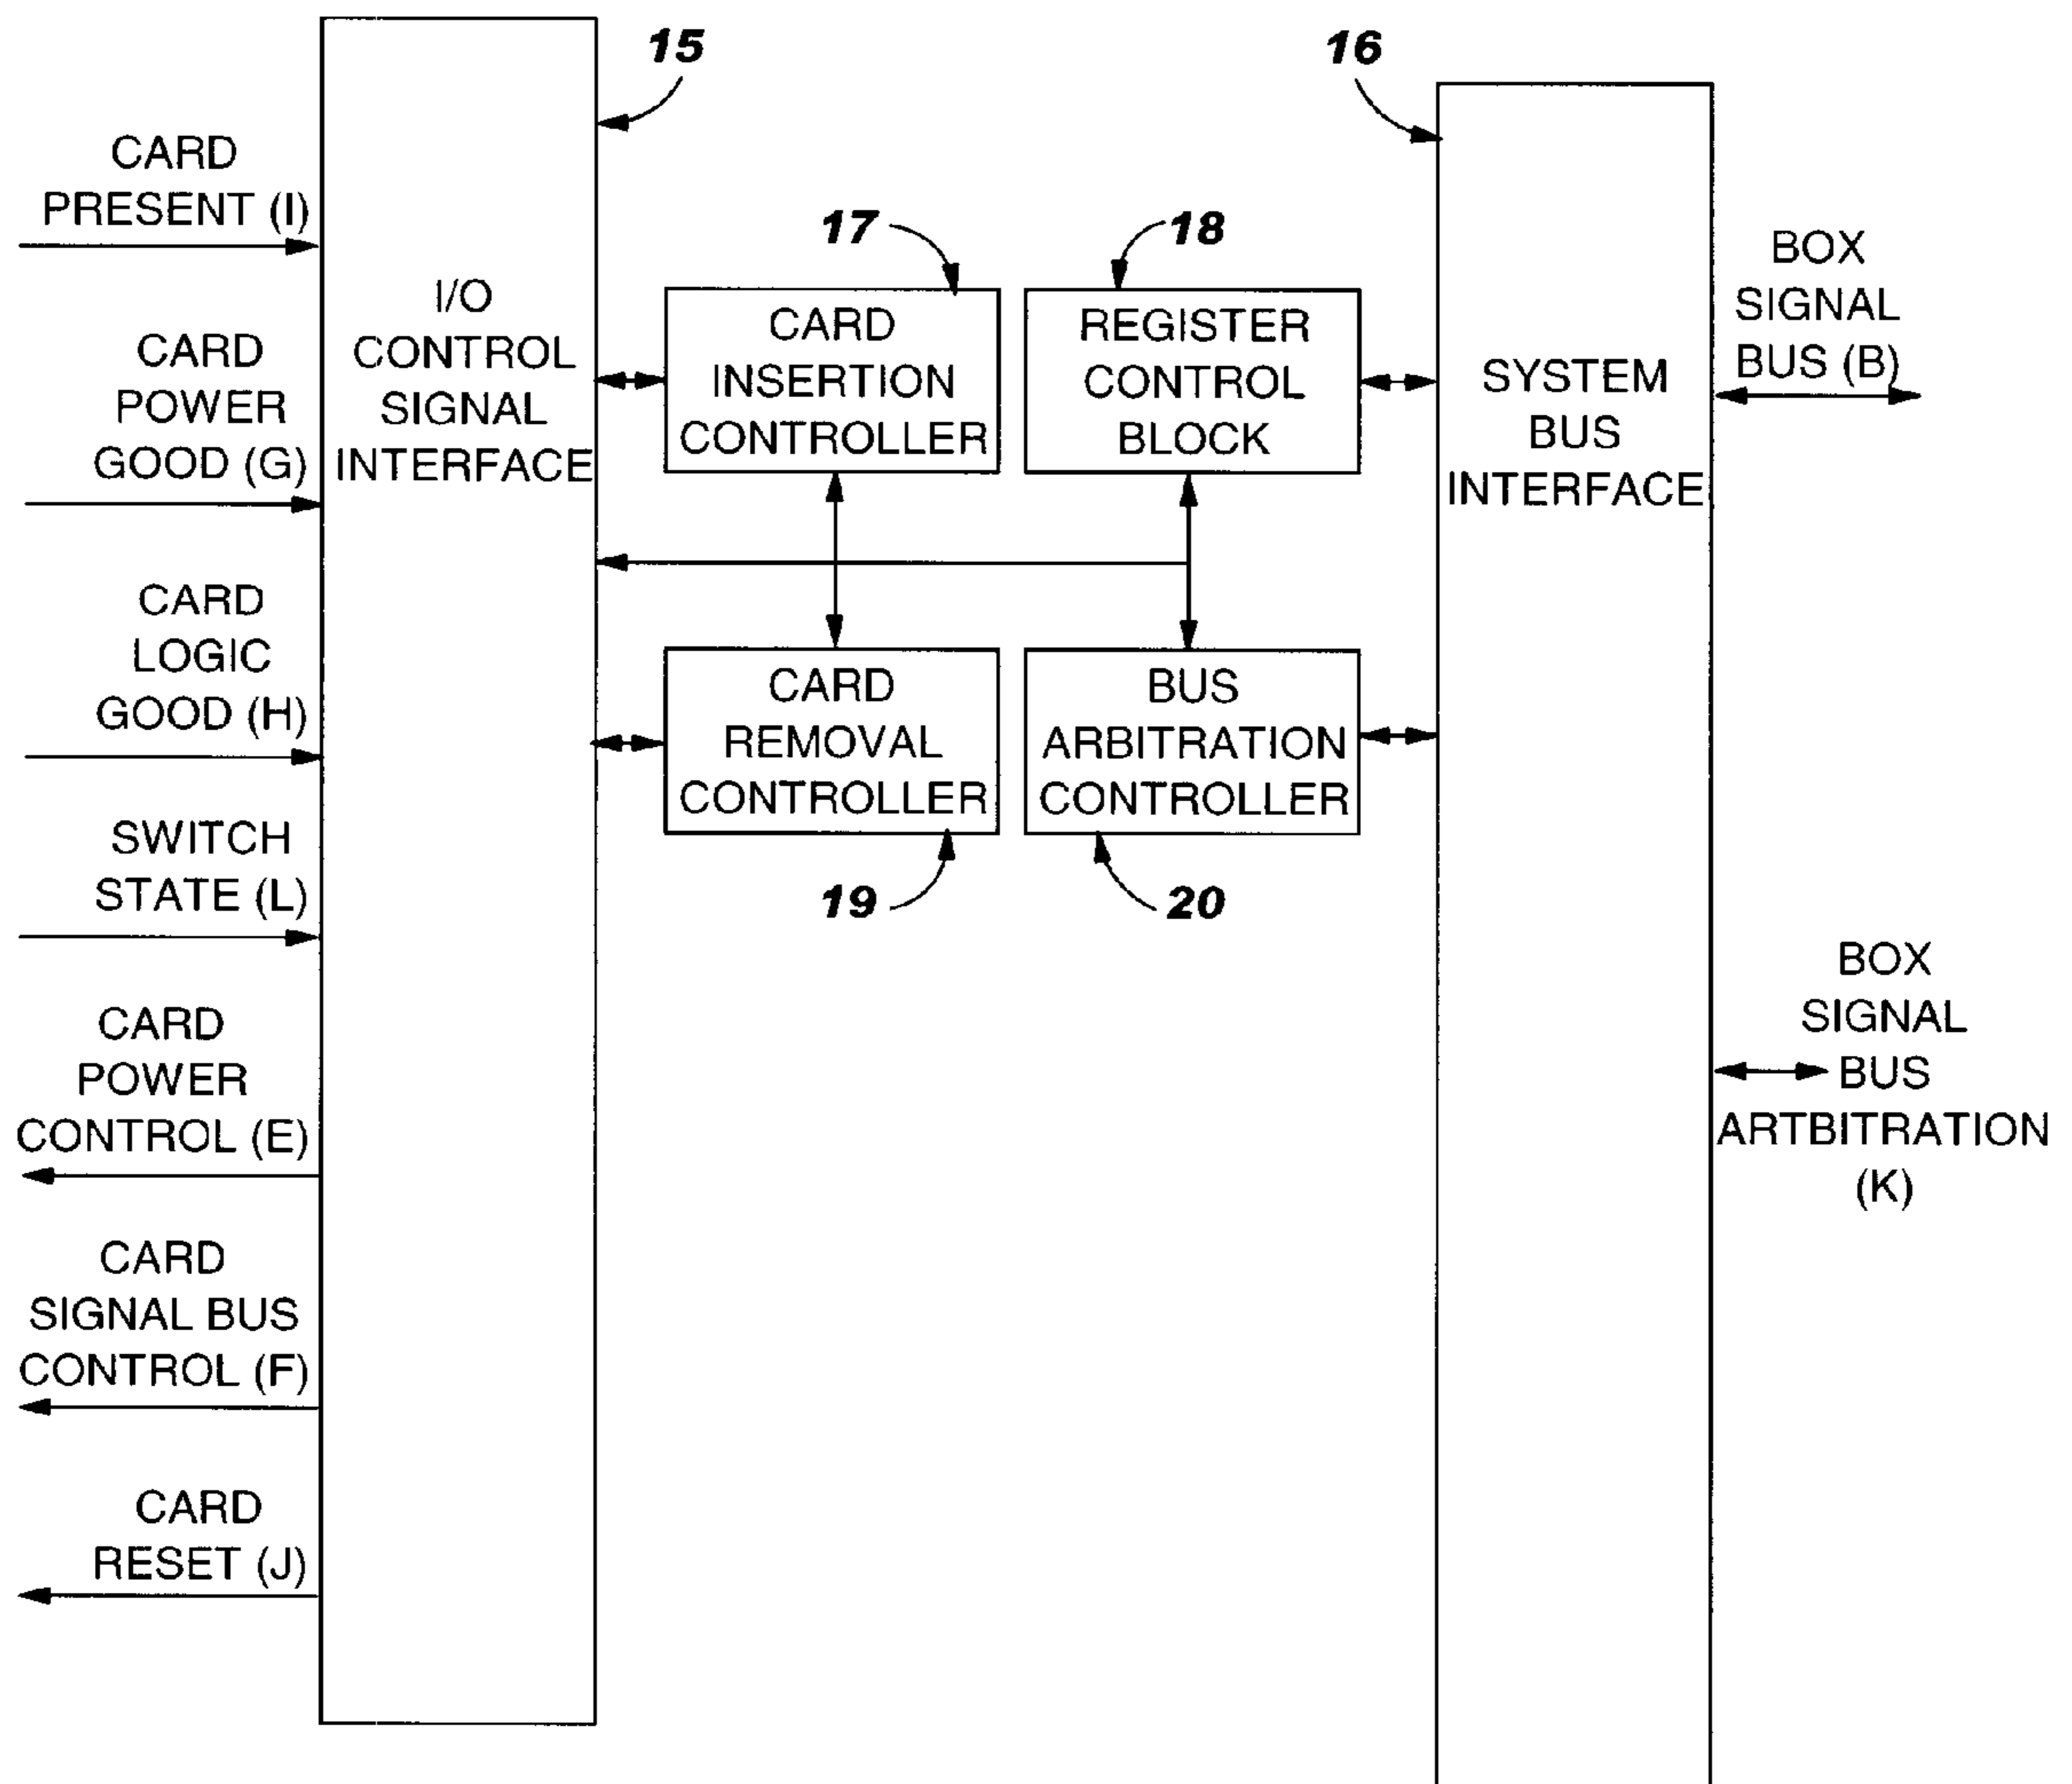 15
16
CARD
PRESENT (I)
CARD
POWER
GOOD (G)
CARD
LOGIC
GOOD (H)
SWITCH
STATE (L)
CARD
POWER
CONTROL (E)
CARD
SIGNAL BUS
CONTROL (F)
CARD
RESET (J)
I/O
CONTROL
SIGNAL
INTERFACE
17
18
CARD
INSERTION
CONTROLLER
REGISTER
CONTROL
BLOCK
CARD
REMOVAL
CONTROLLER
BUS
ARBITRATION
CONTROLLER
19
20
SYSTEM
BUS
INTERFACE
BOX
SIGNAL
BUS (B)
BOX
SIGNAL
BUS
ARTBITRATION
(K)